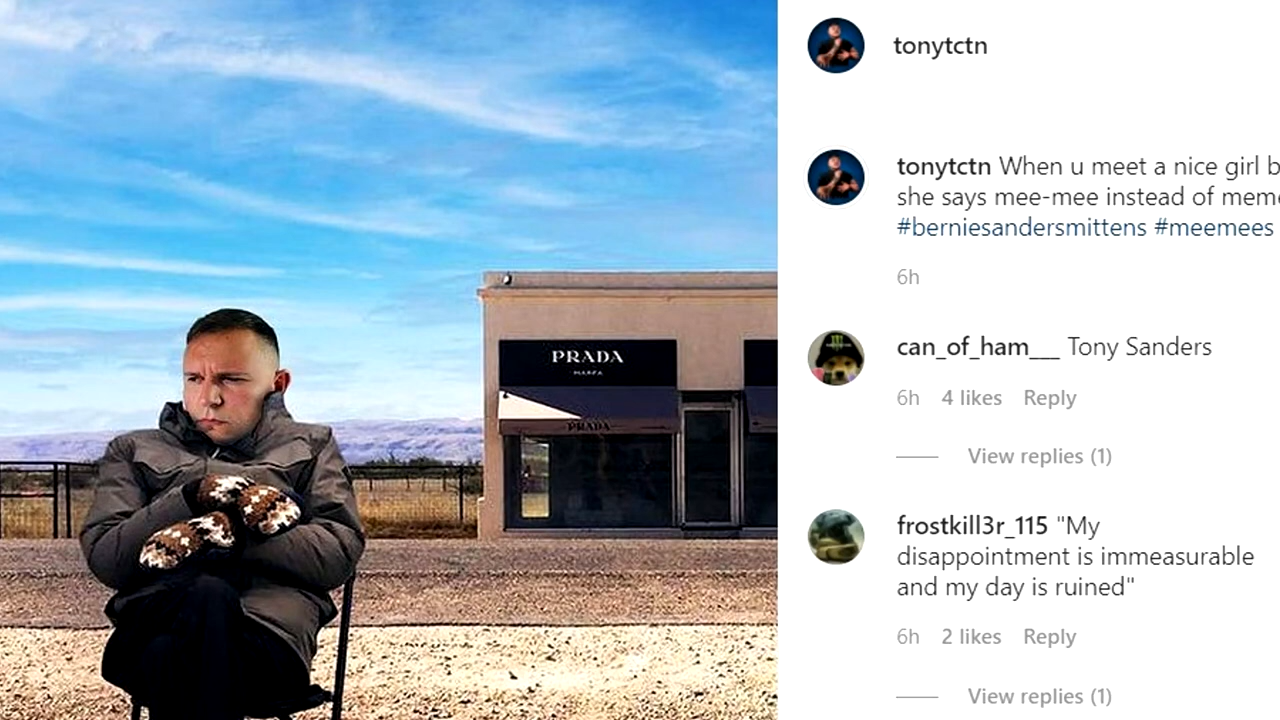 PRADA
MARFA
PRADA
tonytctn
tonytctn When u meet a nice girl b
she says mee-mee instead of mem
#berniesandersmittens #meemees
6h
can_of_ham___ Tony Sanders
6h 4 likes Reply
View replies (1)
frostkill3r_115 "My
disappointment is immeasurable
and my day is ruined"
6h 2 likes Reply
View replies (1)